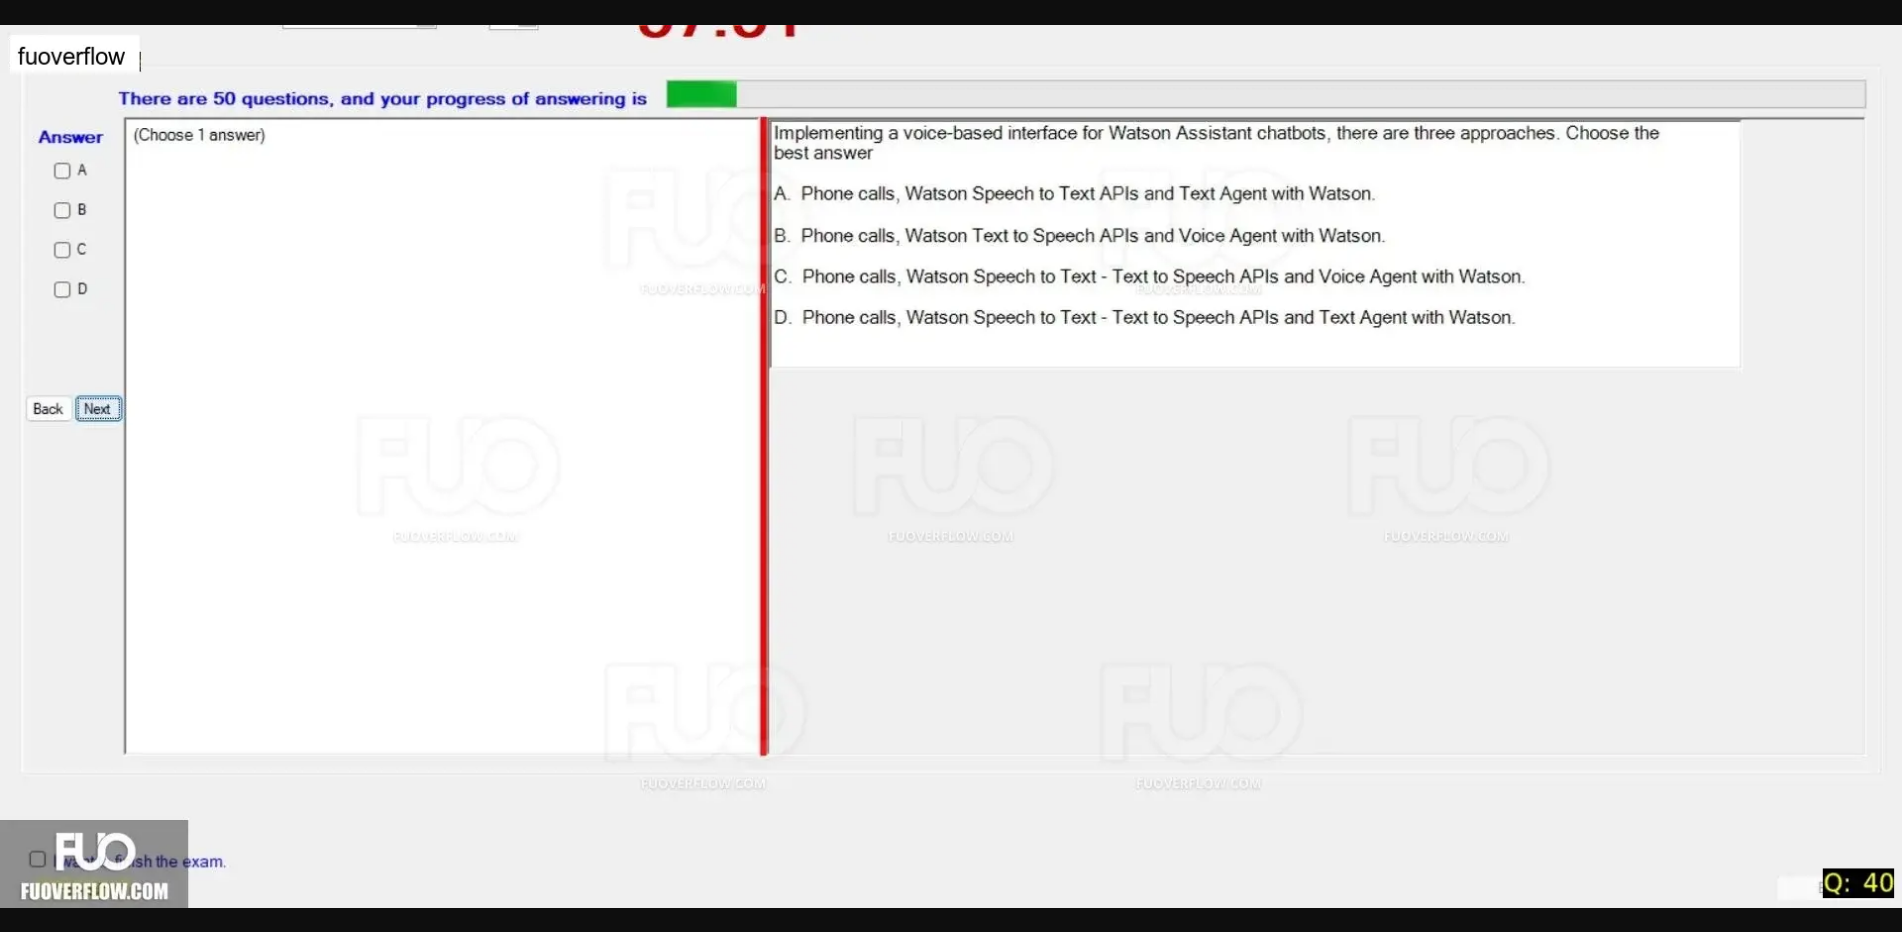 fuoverflow
There are 50 questions, and your progress of answering is
Answer
(Choose 1 answer)
A
B
C
D
Back Next
Implementing a voice-based interface for Watson Assistant chatbots, there are three approaches. Choose the
best answer
A. Phone calls, Watson Speech to Text APIs and Text Agent with Watson.
B. Phone calls, Watson Text to Speech APIs and Voice Agent with Watson.
C. Phone calls, Watson Speech to Text - Text to Speech APIs and Voice Agent with Watson.
D. Phone calls, Watson Speech to Text - Text to Speech APIs and Text Agent with Watson.
FUO
FUOVERFLOW.COM
FUO
FUOVERFLOW.COM
FUO
FUOVERFLOW.COM
FUO
FUOVERFLOW.COM
FUO
FUOVERFLOW.COM
FUO
FUOVERFLOW.COM
FUO
FUOVERFLOW.COM
the exam.
FUO
FUOVERFLOW.COM
Q: 40